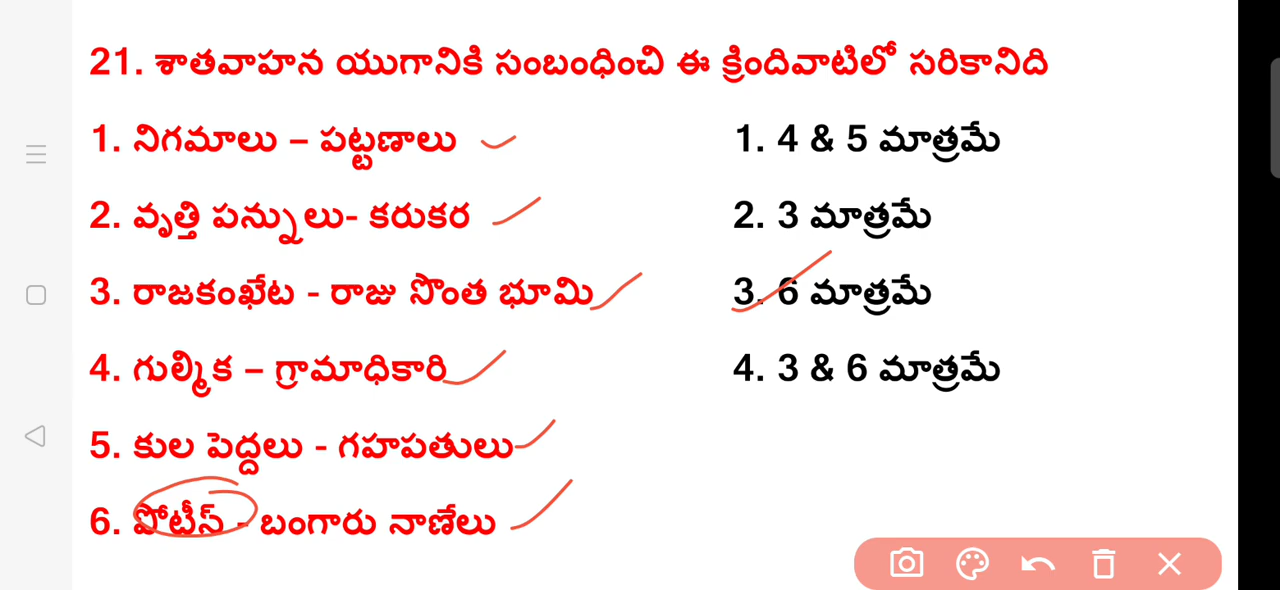 21. శాతవాహన యుగానికి సంబంధించి ఈ క్రిందివాటిలో సరికానిది
1. నిగమాలు – పట్టణాలు
2. వృత్తి పన్నులు- కరుకర
3. రాజకంఖేట - రాజు సొంత భూమి
4. గుల్మిక – గ్రామాధికారి
5. కుల పెద్దలు - గహపతులు
6. పోటీస్ - బంగారు నాణేలు
1. 4 & 5 మాత్రమే
2. 3 మాత్రమే
3. 6 మాత్రమే
4. 3 & 6 మాత్రమే